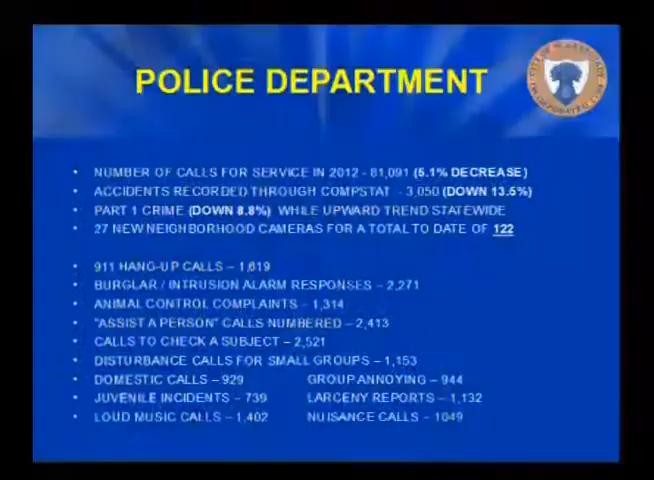 POLICE DEPARTMENT
• NUMBER OF CALLS FOR SERVICE IN 2012 - 81,091 (5.1% DECREASE)
• ACCIDENTS RECORDED THROUGH COMPSTAT - 3,050 (DOWN 13.5%)
• PART 1 CRIME (DOWN 8.8%) WHILE UPWARD TREND STATEWIDE
• 27 NEW NEIGHBORHOOD CAMERAS FOR A TOTAL TO DATE OF 122
• 911 HANG-UP CALLS – 1,619
• BURGLAR / INTRUSION ALARM RESPONSES – 2,271
• ANIMAL CONTROL COMPLAINTS – 1,314
• "ASSIST A PERSON" CALLS NUMBERED – 2,413
• CALLS TO CHECK A SUBJECT – 2,521
• DISTURBANCE CALLS FOR SMALL GROUPS – 1,153
• DOMESTIC CALLS – 929 GROUP ANNOYING – 944
• JUVENILE INCIDENTS – 739 LARCENY REPORTS – 1,132
• LOUD MUSIC CALLS – 1,402 NUISANCE CALLS – 1049